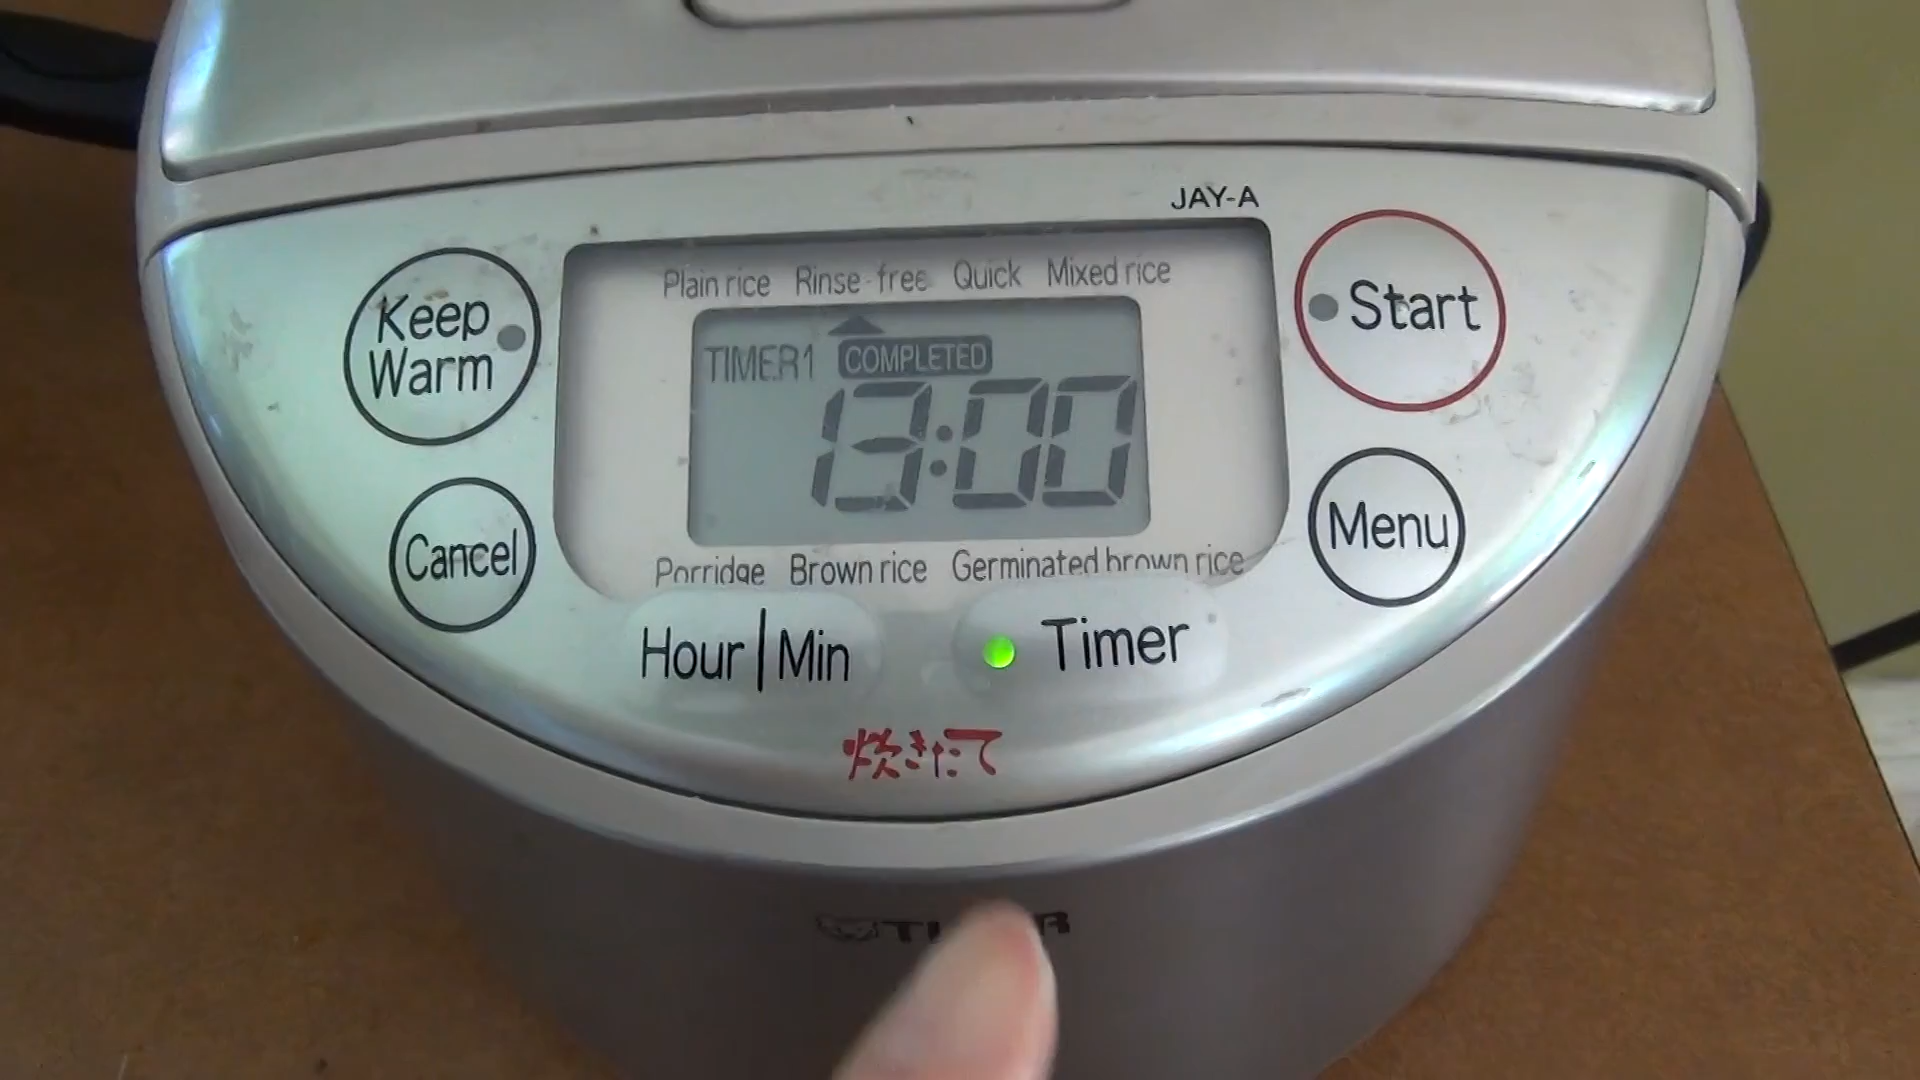 JAY-A
Plain rice Rinse-free Quick Mixed rice
Keep Warm
Start
TIMER1 COMPLETED
13:00
Cancel
Menu
Porridge Brown rice Germinated brown rice
Hour|Min
Timer
炊きたて